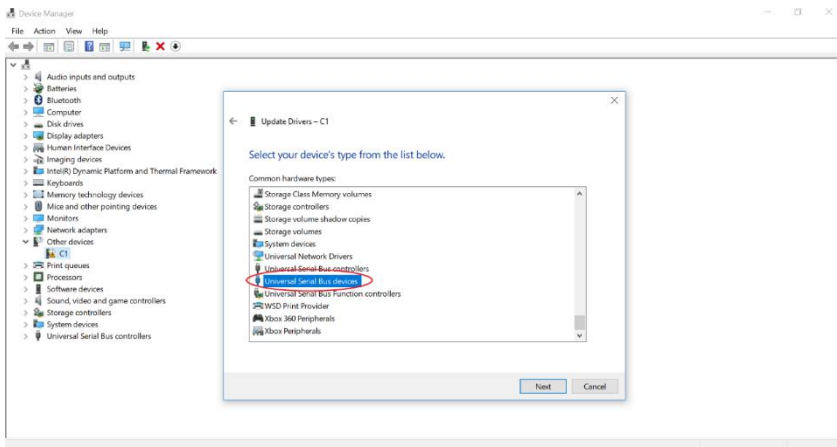 Device Manager
File Action View Help
Audio inputs and outputs
Batteries
Bluetooth
Computer
Disk drives
Display adapters
Human Interface Devices
Imaging devices
Intel(R) Dynamic Platform and Thermal Framework
Keyboards
Memory technology devices
Mice and other pointing devices
Monitors
Network adapters
Other devices
C1
Print queues
Processors
Software devices
Sound, video and game controllers
Storage controllers
System devices
Universal Serial Bus controllers
Update Drivers – C1
Select your device's type from the list below.
Common hardware types:
Storage Class Memory volumes
Storage controllers
Storage volume shadow copies
Storage volumes
System devices
Universal Network Drivers
Universal Serial Bus controllers
Universal Serial Bus devices
Universal Serial Bus Function controllers
WSD Print Provider
Xbox 360 Peripherals
Xbox Peripherals
Next Cancel